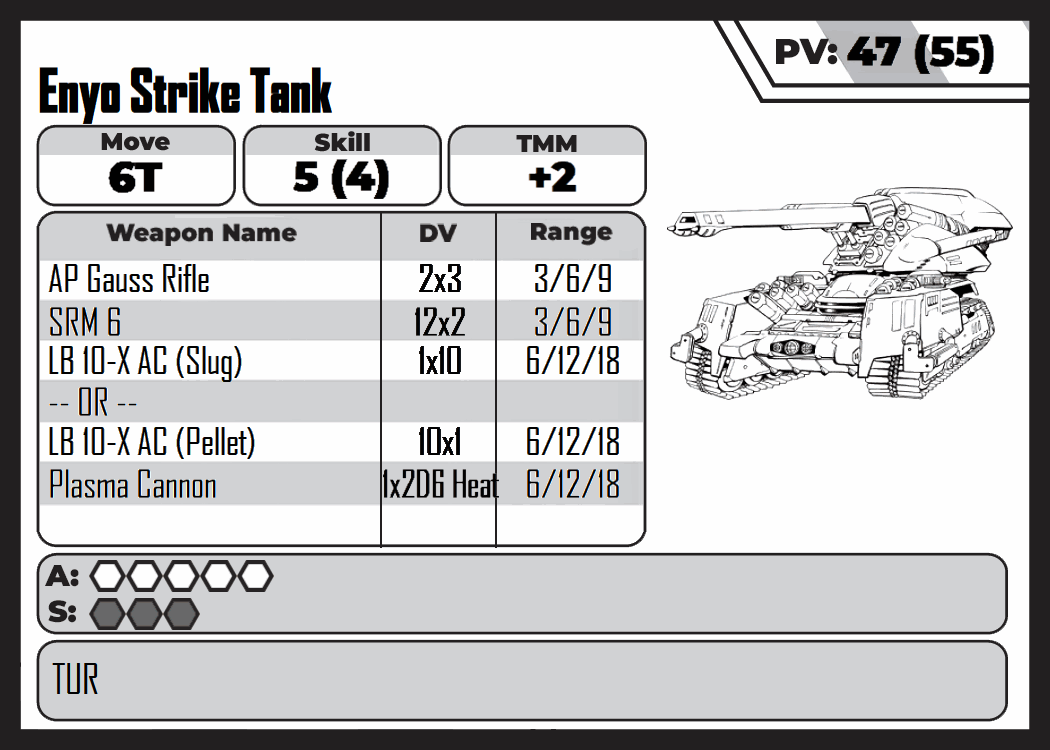 PV: 47 (55)
Enyo Strike Tank
Move Skill TMM
6T 5 (4) +2
Weapon Name DV Range
AP Gauss Rifle 2x3 3/6/9
SRM 6 12x2 3/6/9
LB 10-X AC (Slug) 1x10 6/12/18
-- OR --
LB 10-X AC (Pellet) 10x1 6/12/18
Plasma Cannon 1x2D6 Heat 6/12/18
A:
S:
TUR